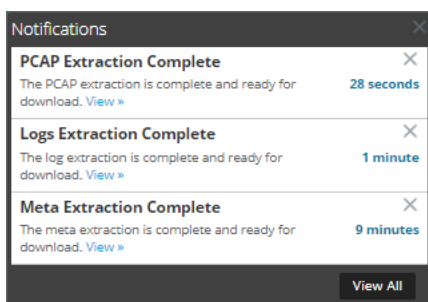 Notifications
PCAP Extraction Complete
The PCAP extraction is complete and ready for
download. View »
28 seconds
Logs Extraction Complete
The log extraction is complete and ready for
download. View »
1 minute
Meta Extraction Complete
The meta extraction is complete and ready for
download. View »
9 minutes
View All